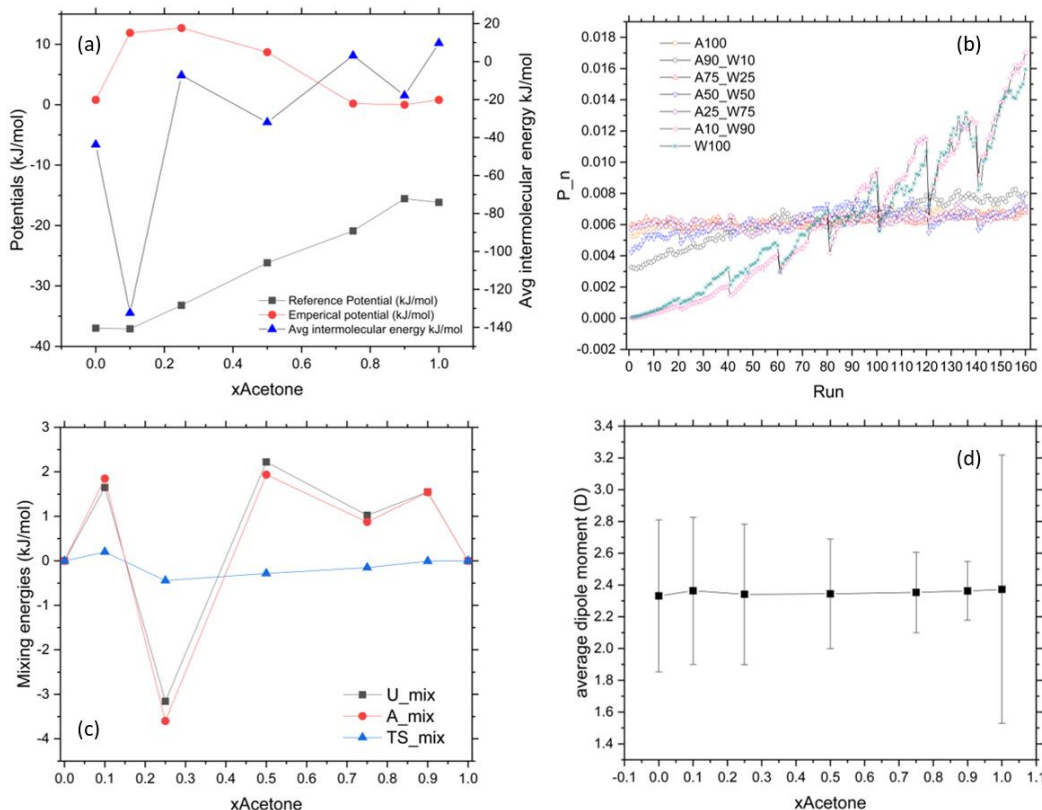 (a)
20
10
0
-10
-20
-30
-40
Potentials (kJ/mol)
20
0
-20
-40
-60
-80
-100
-120
-140
Avg intermolecular energy kJ/mol
Reference Potential (kJ/mol)
Emperical potential (kJ/mol)
Avg intermolecular energy kJ/mol
0.0 0.2 0.4 0.6 0.8 1.0
xAcetone
(b)
0.018
0.016
0.014
0.012
0.010
0.008
0.006
0.004
0.002
0.000
-0.002
P_n
A100
A90_W10
A75_W25
A50_W50
A25_W75
A10_W90
W100
0 10 20 30 40 50 60 70 80 90 100 110 120 130 140 150 160
Run
3
2
1
0
-1
-2
-3
-4
Mixing energies (kJ/mol)
(c)
U_mix
A_mix
TS_mix
0.0 0.1 0.2 0.3 0.4 0.5 0.6 0.7 0.8 0.9 1.0
xAcetone
(d)
3.4
3.2
3.0
2.8
2.6
2.4
2.2
2.0
1.8
1.6
1.4
average dipole moment (D)
-0.1 0.0 0.1 0.2 0.3 0.4 0.5 0.6 0.7 0.8 0.9 1.0 1.1
xAcetone